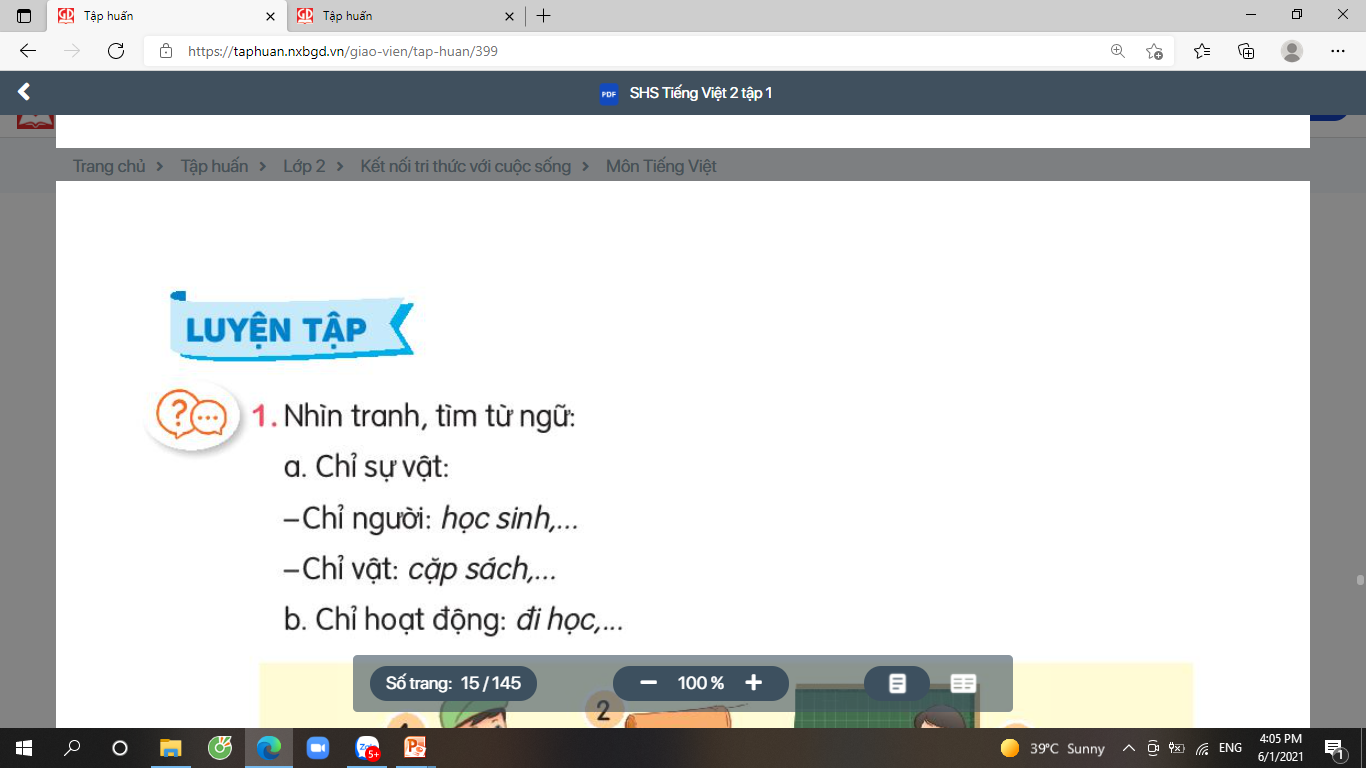 Tập huấn
Tập huấn
https://taphuan.nxbgd.vn/giao-vien/tap-huan/399
PDF SHS Tiếng Việt 2 tập 1
Trang chủ > Tập huấn > Lớp 2 > Kết nối tri thức với cuộc sống > Môn Tiếng Việt
LUYỆN TẬP
1. Nhìn tranh, tìm từ ngữ:
a. Chỉ sự vật:
– Chỉ người: học sinh,...
– Chỉ vật: cặp sách,...
b. Chỉ hoạt động: đi học,...
Số trang: 15 / 145 100 %
2
39°C Sunny ENG 4:05 PM
6/1/2021